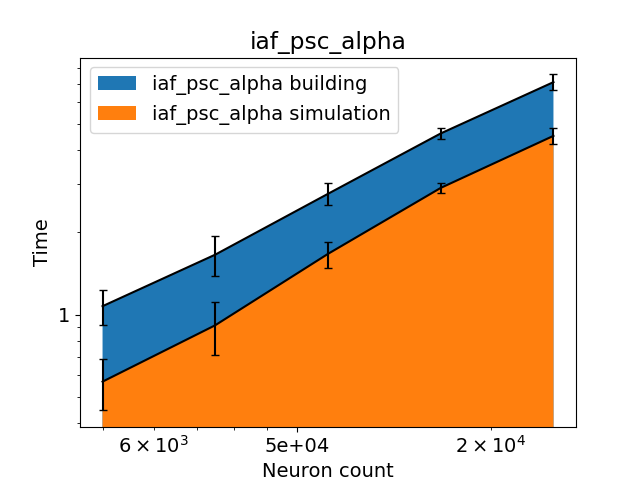 iaf_psc_alpha
iaf_psc_alpha building
iaf_psc_alpha simulation
Time
1
6 × 10³ 5e+04 2 × 10⁴
Neuron count